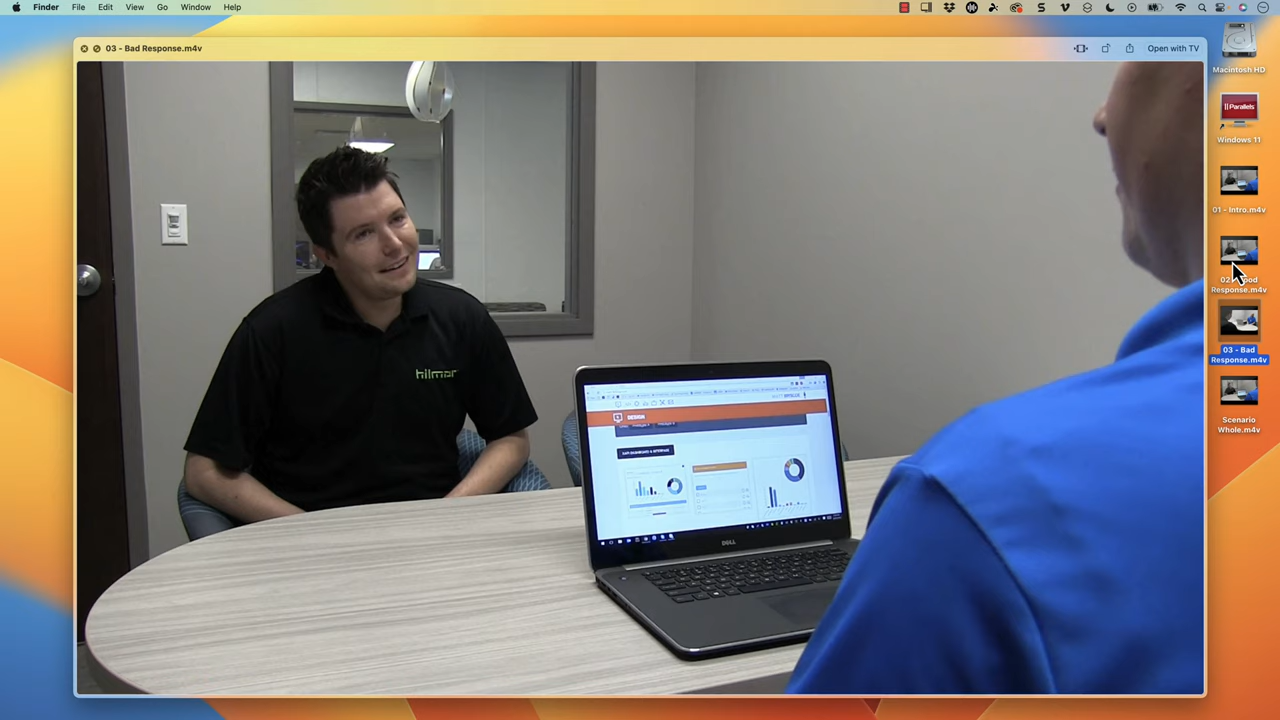 Finder File Edit View Go Window Help
03 - Bad Response.m4v
Open with TV
Macintosh HD
|| Parallels
Windows 11
01 - Intro.m4v
Response.m4v
03 - Bad
Response.m4v
Scenario
Whole.m4v
hilmar
DESIGN
DELL